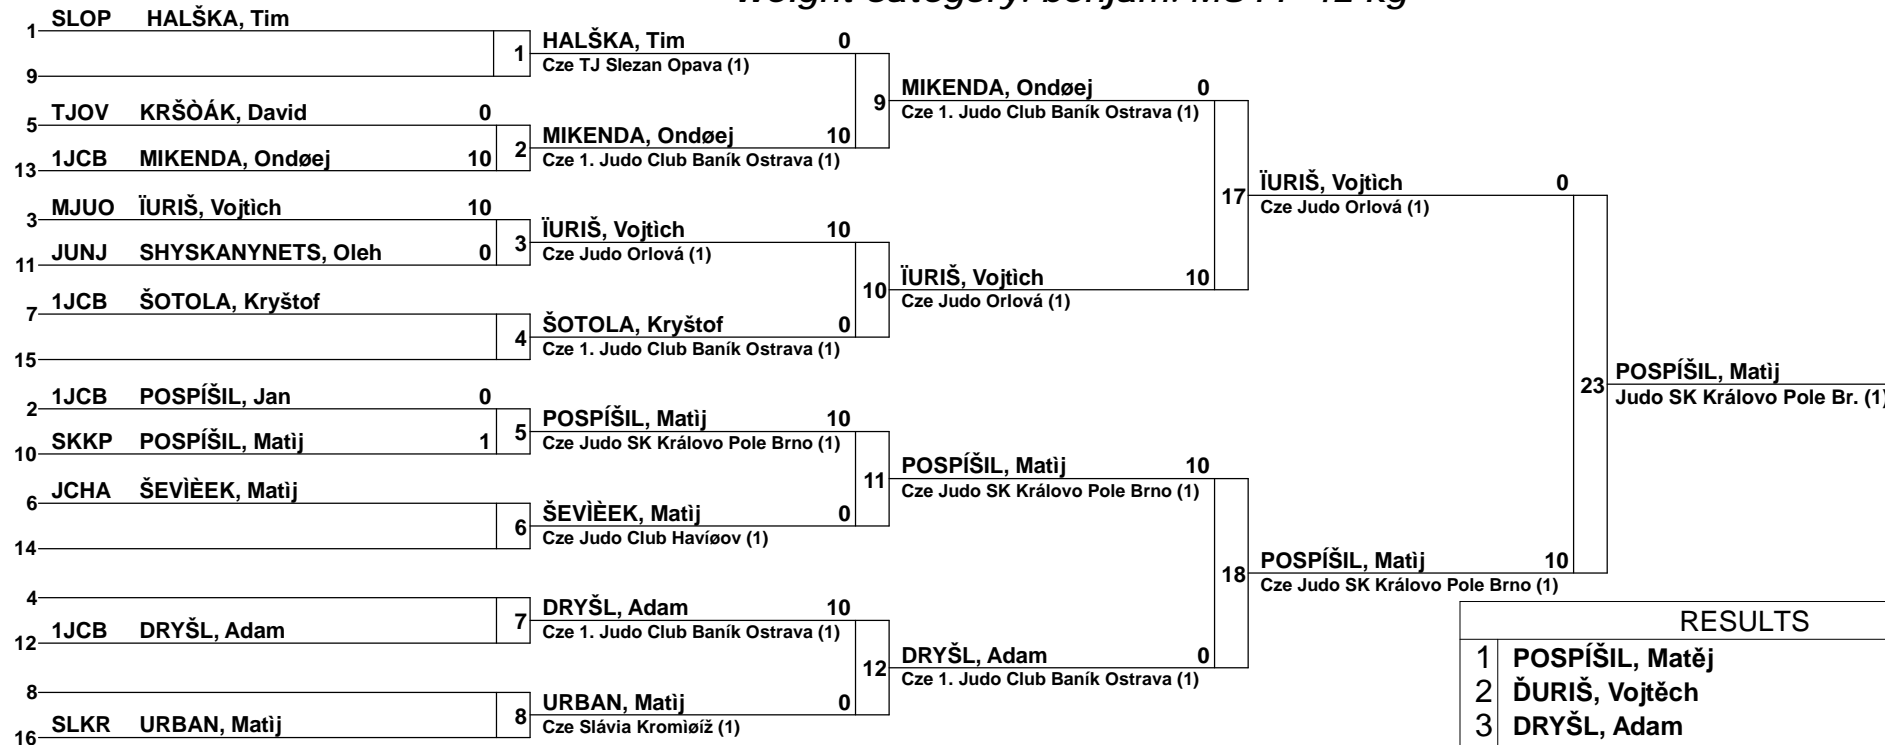 1 SLOP HALŠKA, Tim
9
1 HALŠKA, Tim 0
Cze TJ Slezan Opava (1)
5 TJOV KRŠÒÁK, David 0
13 1JCB MIKENDA, Ondøej 10
2 MIKENDA, Ondøej 10
Cze 1. Judo Club Baník Ostrava (1)
9 MIKENDA, Ondøej 0
Cze 1. Judo Club Baník Ostrava (1)
3 MJUO ÏURIŠ, Vojtìch 10
11 JUNJ SHYSKANYNETS, Oleh 0
3 ÏURIŠ, Vojtìch 10
Cze Judo Orlová (1)
7 1JCB ŠOTOLA, Kryštof
15
4 ŠOTOLA, Kryštof 0
Cze 1. Judo Club Baník Ostrava (1)
10 ÏURIŠ, Vojtìch 10
Cze Judo Orlová (1)
17 ÏURIŠ, Vojtìch 0
Cze Judo Orlová (1)
2 1JCB POSPÍŠIL, Jan 0
10 SKKP POSPÍŠIL, Matìj 1
5 POSPÍŠIL, Matìj 10
Cze Judo SK Královo Pole Brno (1)
6 JCHA ŠEVÌÈEK, Matìj
14
6 ŠEVÌÈEK, Matìj 0
Cze Judo Club Havíøov (1)
11 POSPÍŠIL, Matìj 10
Cze Judo SK Královo Pole Brno (1)
4
12 1JCB DRYŠL, Adam
7 DRYŠL, Adam 10
Cze 1. Judo Club Baník Ostrava (1)
8
16 SLKR URBAN, Matìj
8 URBAN, Matìj 0
Cze Slávia Kromìøíž (1)
12 DRYŠL, Adam 0
Cze 1. Judo Club Baník Ostrava (1)
18 POSPÍŠIL, Matìj 10
Cze Judo SK Královo Pole Brno (1)
23 POSPÍŠIL, Matìj
Judo SK Královo Pole Br. (1)
RESULTS
1 POSPÍŠIL, Matěj
2 ĎURIŠ, Vojtěch
3 DRYŠL, Adam